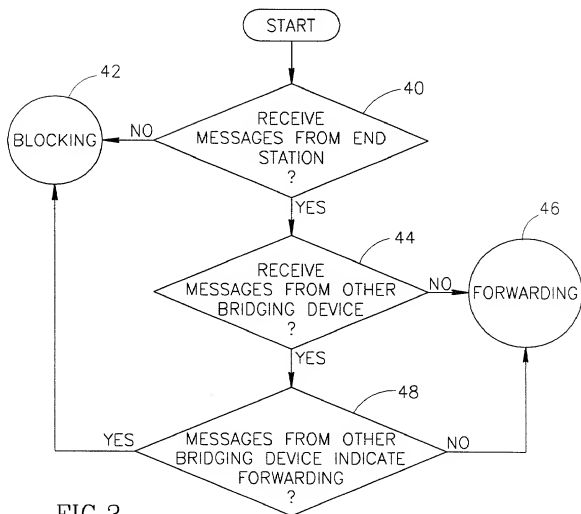 START
42
40
RECEIVE
MESSAGES FROM END
STATION
?
NO
BLOCKING
YES
46
44
RECEIVE
MESSAGES FROM OTHER
BRIDGING DEVICE
?
NO
FORWARDING
YES
48
YES
MESSAGES FROM OTHER
BRIDGING DEVICE INDICATE
FORWARDING
?
NO